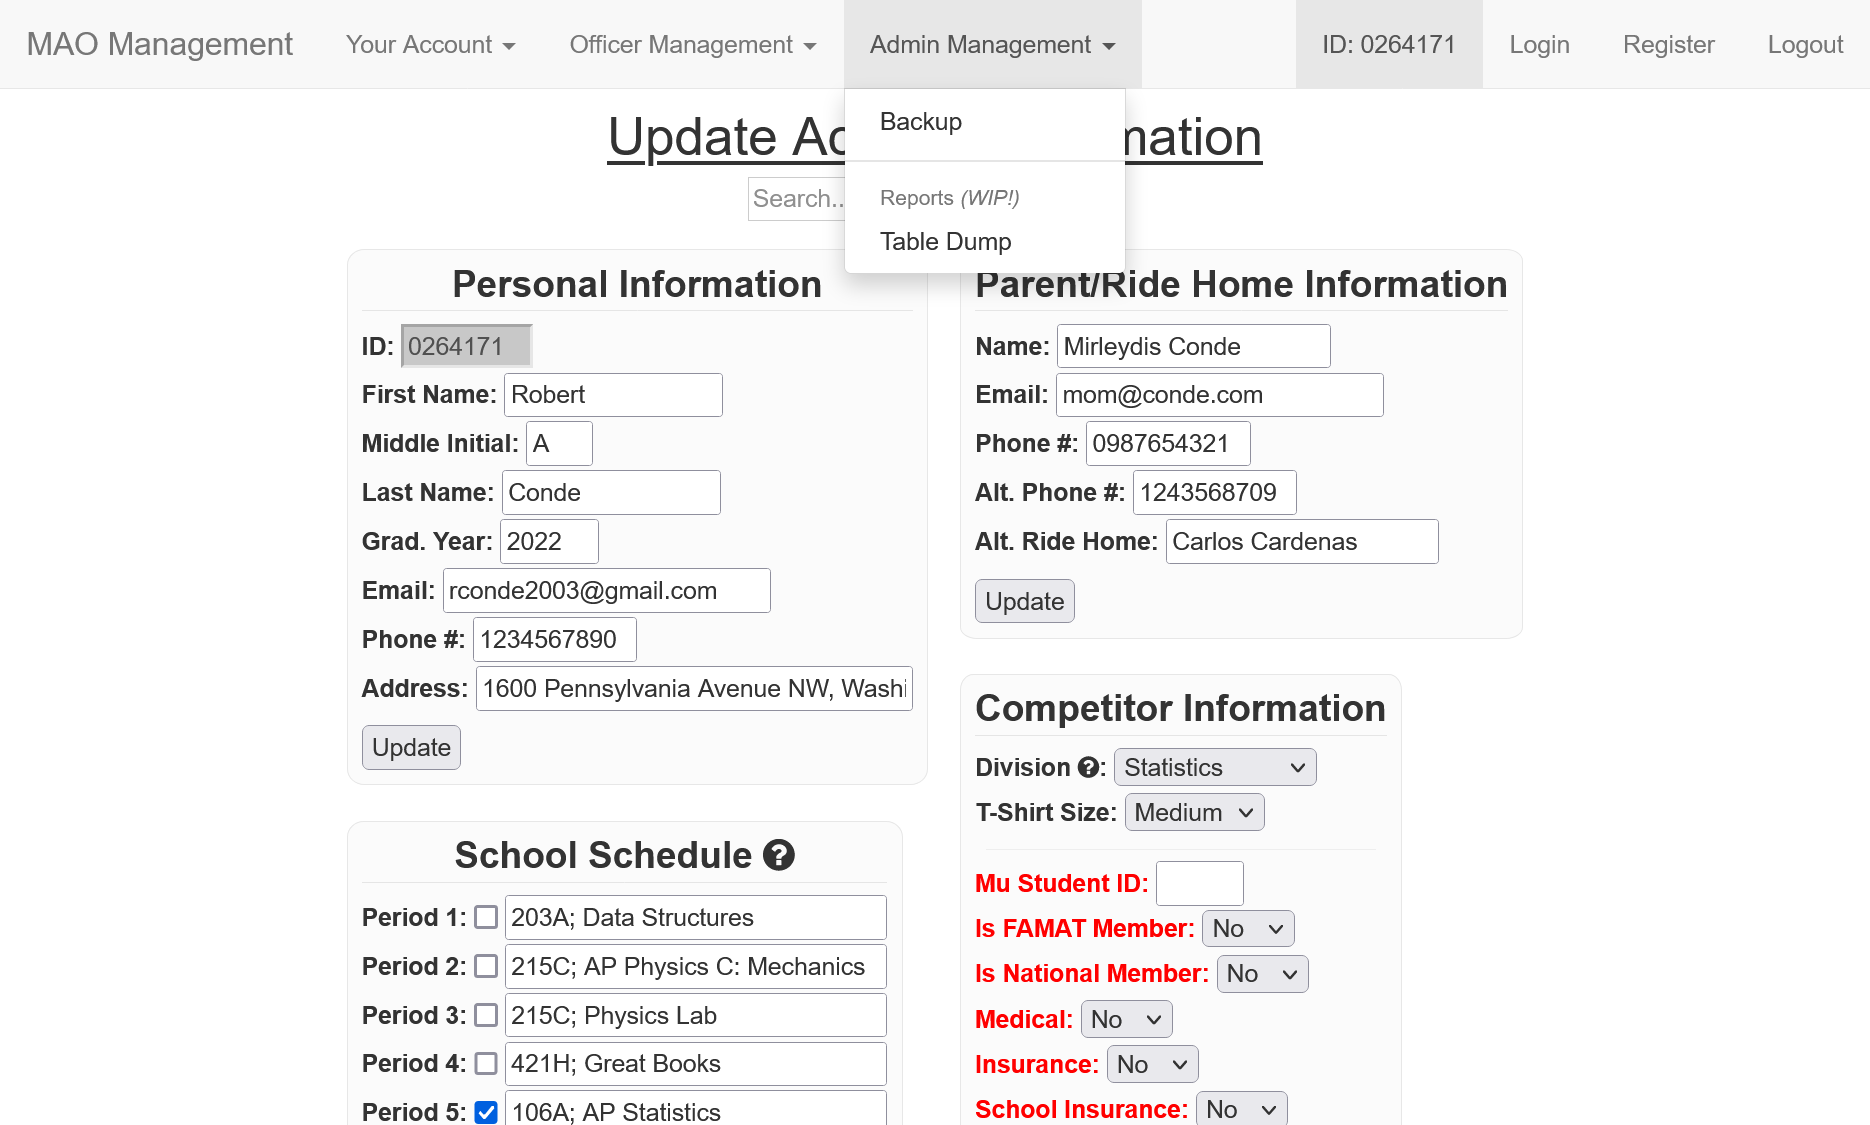 MAO Management Your Account Officer Management Admin Management ID: 0264171 Login Register Logout
Backup
Reports (WIP!)
Table Dump
Update
Search..
Personal Information
ID: 0264171
First Name: Robert
Middle Initial: A
Last Name: Conde
Grad. Year: 2022
Email: rconde2003@gmail.com
Phone #: 1234567890
Address: 1600 Pennsylvania Avenue NW, Washi
Update
School Schedule ?
Period 1: 203A; Data Structures
Period 2: 215C; AP Physics C: Mechanics
Period 3: 215C; Physics Lab
Period 4: 421H; Great Books
Period 5: 106A; AP Statistics
Parent/Ride Home Information
Name: Mirleydis Conde
Email: mom@conde.com
Phone #: 0987654321
Alt. Phone #: 1243568709
Alt. Ride Home: Carlos Cardenas
Update
Competitor Information
Division ?: Statistics
T-Shirt Size: Medium
Mu Student ID:
Is FAMAT Member: No
Is National Member: No
Medical: No
Insurance: No
School Insurance: No